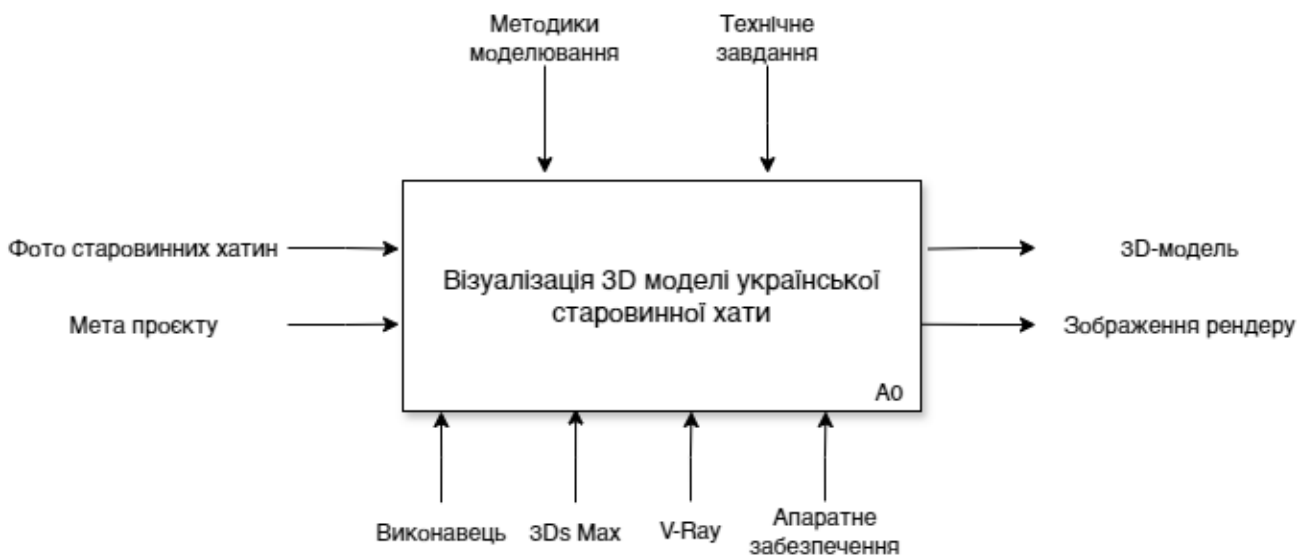 Методики
моделювання
Технічне
завдання
Фото старовинних хатин
Мета проєкту
Візуалізація 3D моделі української
старовинної хати
A0
3D-модель
Зображення рендеру
Виконавець
3Ds Max
V-Ray
Апаратне
забезпечення